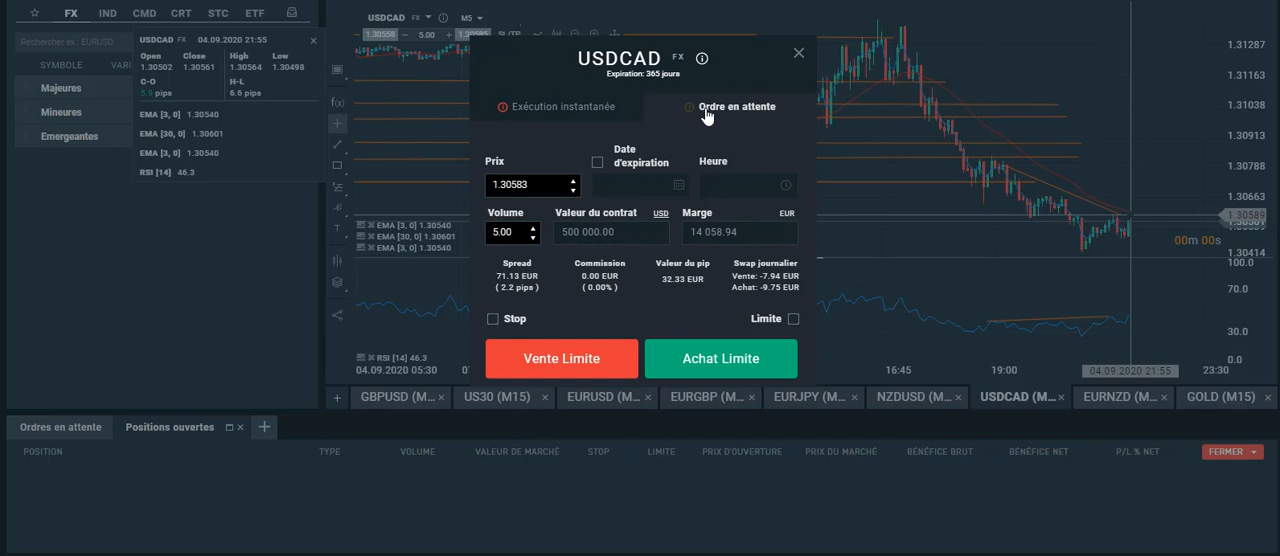 FX IND CMD CRT STC ETF
Rechercher ex : EURUSD
SYMBOLE
Majeures
Mineures
Emergeantes
USDCAD FX 04.09.2020 21:55
Open Close High Low
1.30502 1.30561 1.30564 1.30498
C-O H-L
5.9 pips 6.6 pips
EMA [3, 0] 1.30540
EMA [30, 0] 1.30601
EMA [3, 0] 1.30540
RSI [14] 46.3
USDCAD FX M5
1.30558 5.00 1.30585 SL/TP
USDCAD FX
Expiration: 365 jours
Exécution instantanée
Ordre en attente
Prix
Date
d'expiration
Heure
1.30583
Volume
Valeur du contrat USD
Marge EUR
5.00
500 000.00
14 058.94
Spread Commission Valeur du pip Swap journalier
71.13 EUR 0.00 EUR 32.33 EUR Vente: -7.94 EUR
( 2.2 pips ) ( 0.00% ) Achat: -9.75 EUR
Stop
Limite
Vente Limite
Achat Limite
f(x)
T
EMA [3, 0] 1.30540
EMA [30, 0] 1.30601
EMA [3, 0] 1.30540
RSI [14] 46.3
1.31287
1.31163
1.31038
1.30913
1.30788
1.30663
1.30589
00m 00s
1.30414
100.0
70.0
30.0
0.0
04.09.2020 05:30
16:45
19:00
04.09.2020 21:55
23:30
GBPUSD (M...
US30 (M15)
EURUSD (M...
EURGBP (M...
EURJPY (M...
NZDUSD (M...
USDCAD (M...
EURNZD (M...
GOLD (M15)
Ordres en attente
Positions ouvertes
POSITION TYPE VOLUME VALEUR DE MARCHÉ STOP LIMITE PRIX D'OUVERTURE PRIX DU MARCHÉ BÉNÉFICE BRUT BÉNÉFICE NET P/L % NET FERMER